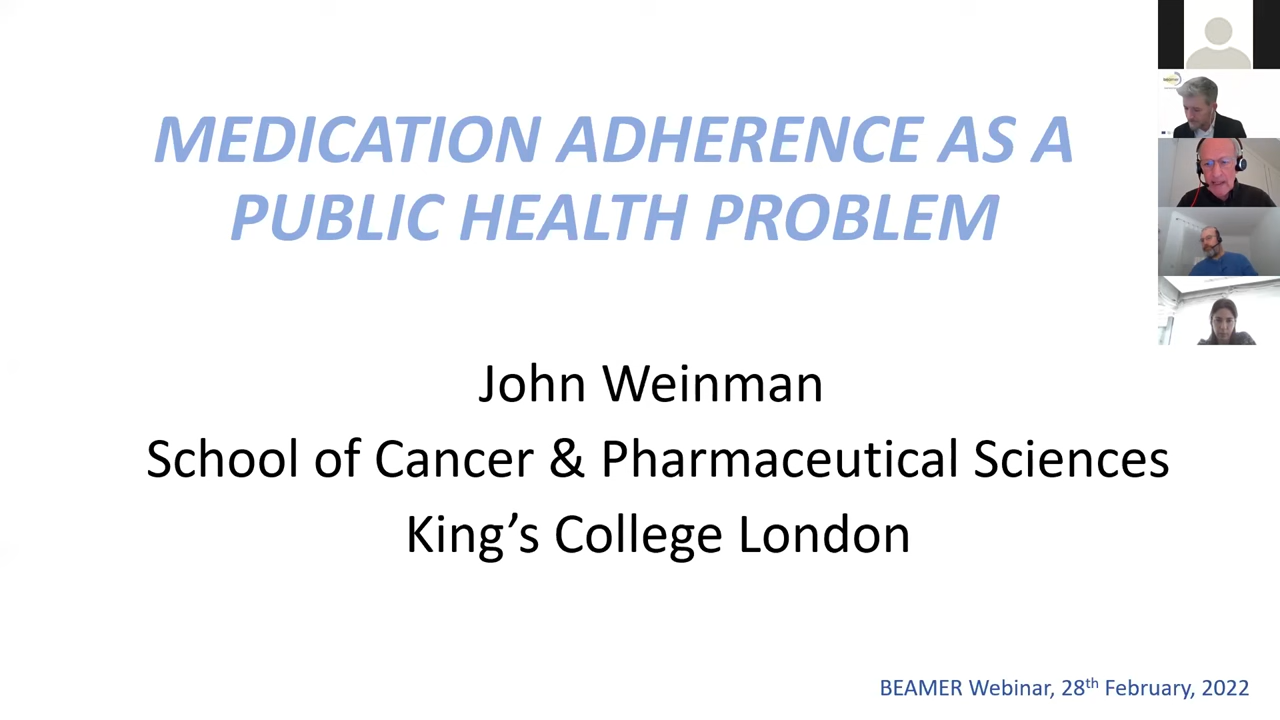 MEDICATION ADHERENCE AS A
PUBLIC HEALTH PROBLEM
John Weinman
School of Cancer & Pharmaceutical Sciences
King’s College London
BEAMER Webinar, 28th February, 2022